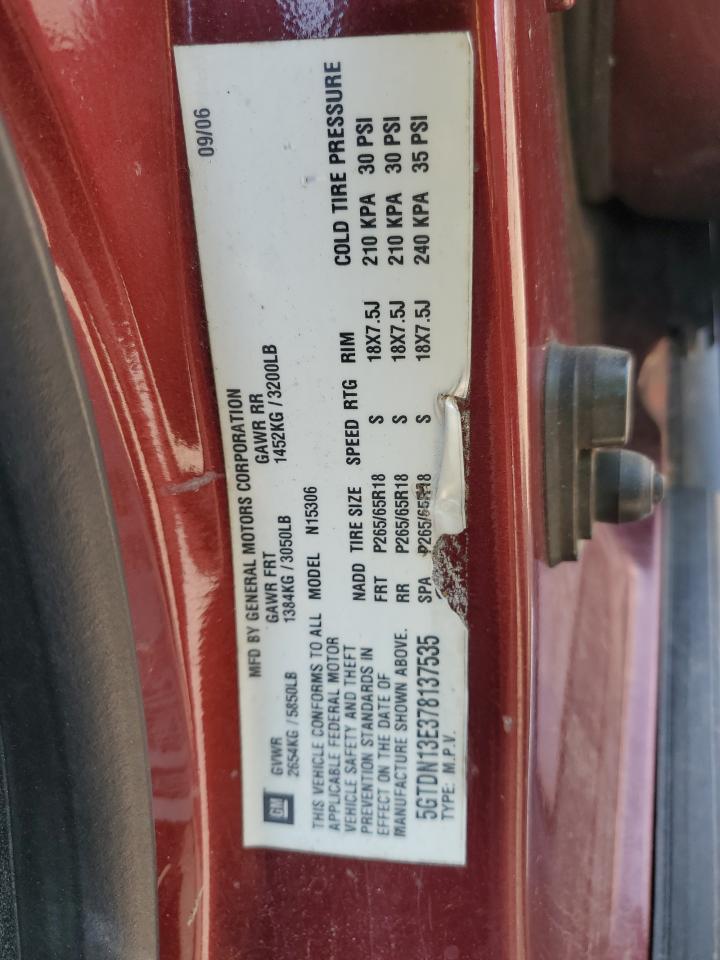 09/06
MFD BY GENERAL MOTORS CORPORATION
GVWR GAWR FRT GAWR RR
2654KG/5850LB 1384KG/3050LB 1452KG/3200LB
GM
THIS VEHICLE CONFORMS TO ALL
APPLICABLE FEDERAL MOTOR
VEHICLE SAFETY AND THEFT
PREVENTION STANDARDS IN
EFFECT ON THE DATE OF
MANUFACTURE SHOWN ABOVE.
5GTDN13E378137535
TYPE: M.P.V.
MODEL N15306
COLD TIRE PRESSURE
NADD TIRE SIZE SPEED RTG RIM
FRT P265/65R18 S 18X7.5J 210 KPA 30 PSI
RR P265/65R18 S 18X7.5J 210 KPA 30 PSI
SPA P265/65R18 S 18X7.5J 240 KPA 35 PSI